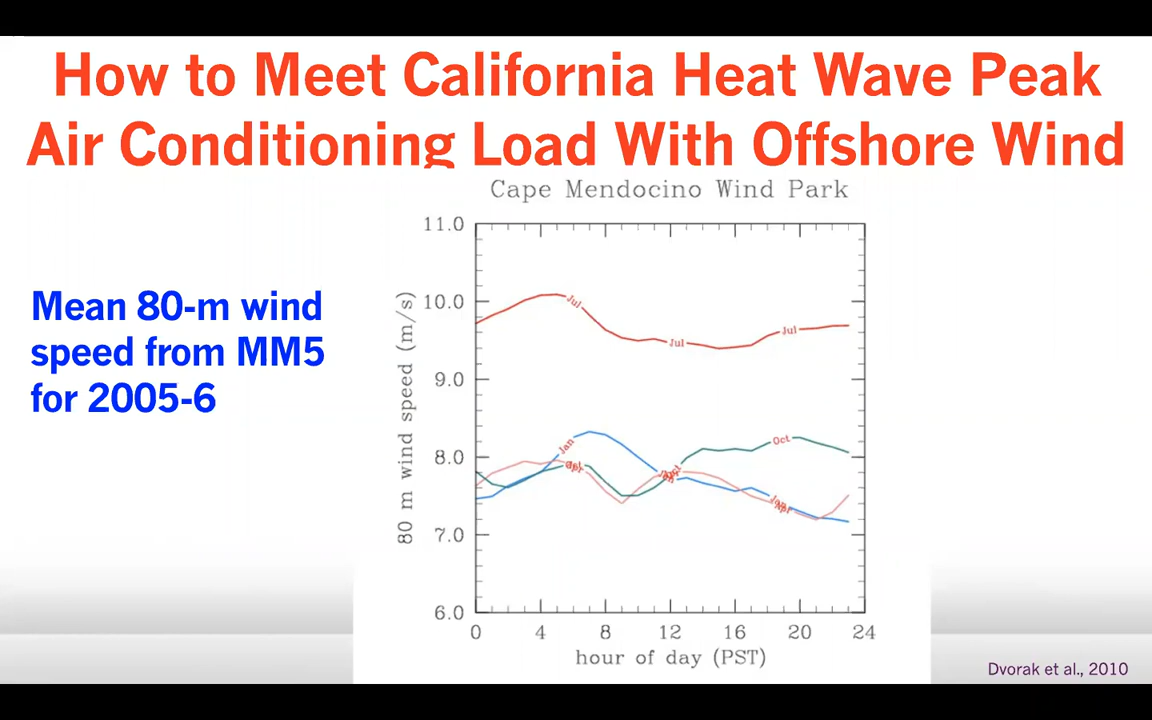 How to Meet California Heat Wave Peak
Air Conditioning Load With Offshore Wind
Cape Mendocino Wind Park
Mean 80-m wind
speed from MM5
for 2005-6
80 m wind speed (m/s)
11.0
10.0
9.0
8.0
7.0
6.0
Jul
Jul
Jul
Jan
Apr
Oct
Jan
Apr
0 4 8 12 16 20 24
hour of day (PST)
Dvorak et al., 2010